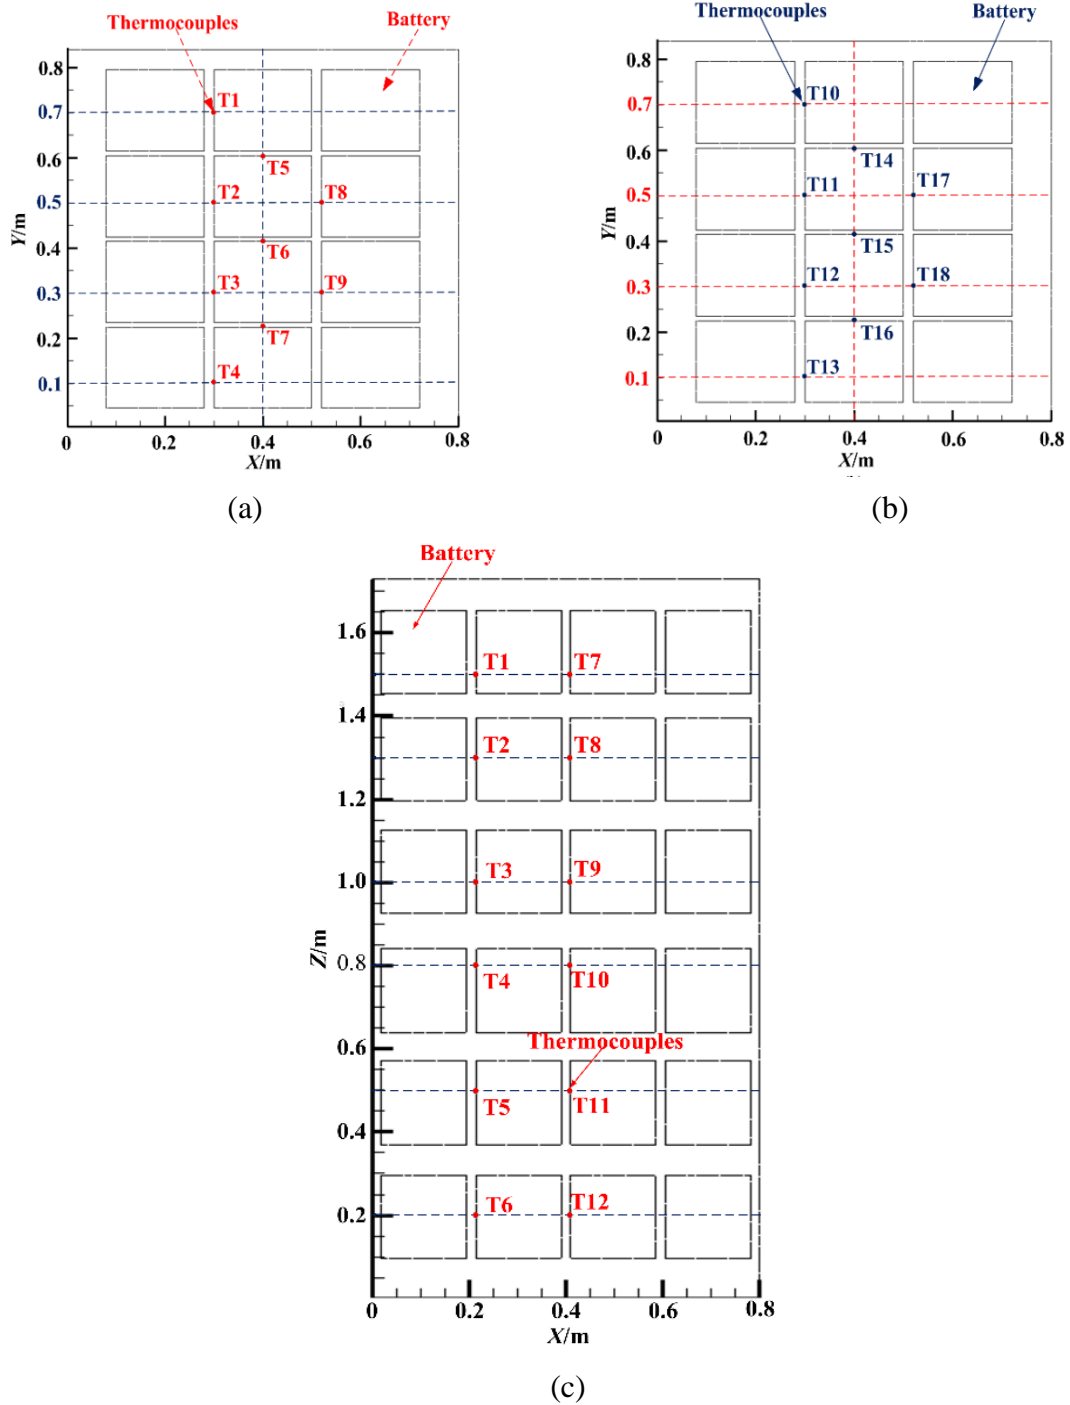 Thermocouples
Battery
0.8
T1
0.7
0.6
T5
T2
T8
0.5
Y/m
0.4
T6
T3
T9
0.3
0.2
T7
T4
0.1
0
0.2
0.4
0.6
0.8
X/m
(a)
Thermocouples
Battery
0.8
T10
0.7
0.6
T14
T11
T17
0.5
Y/m
0.4
T15
T12
T18
0.3
0.2
T16
T13
0.1
0
0.2
0.4
0.6
0.8
X/m
(b)
Battery
1.6
T1
T7
1.4
T2
T8
1.2
T3
T9
1.0
Z/m
0.8
T4
T10
0.6
Thermocouples
T5
T11
0.4
T6
T12
0.2
0
0.2
0.4
0.6
0.8
X/m
(c)